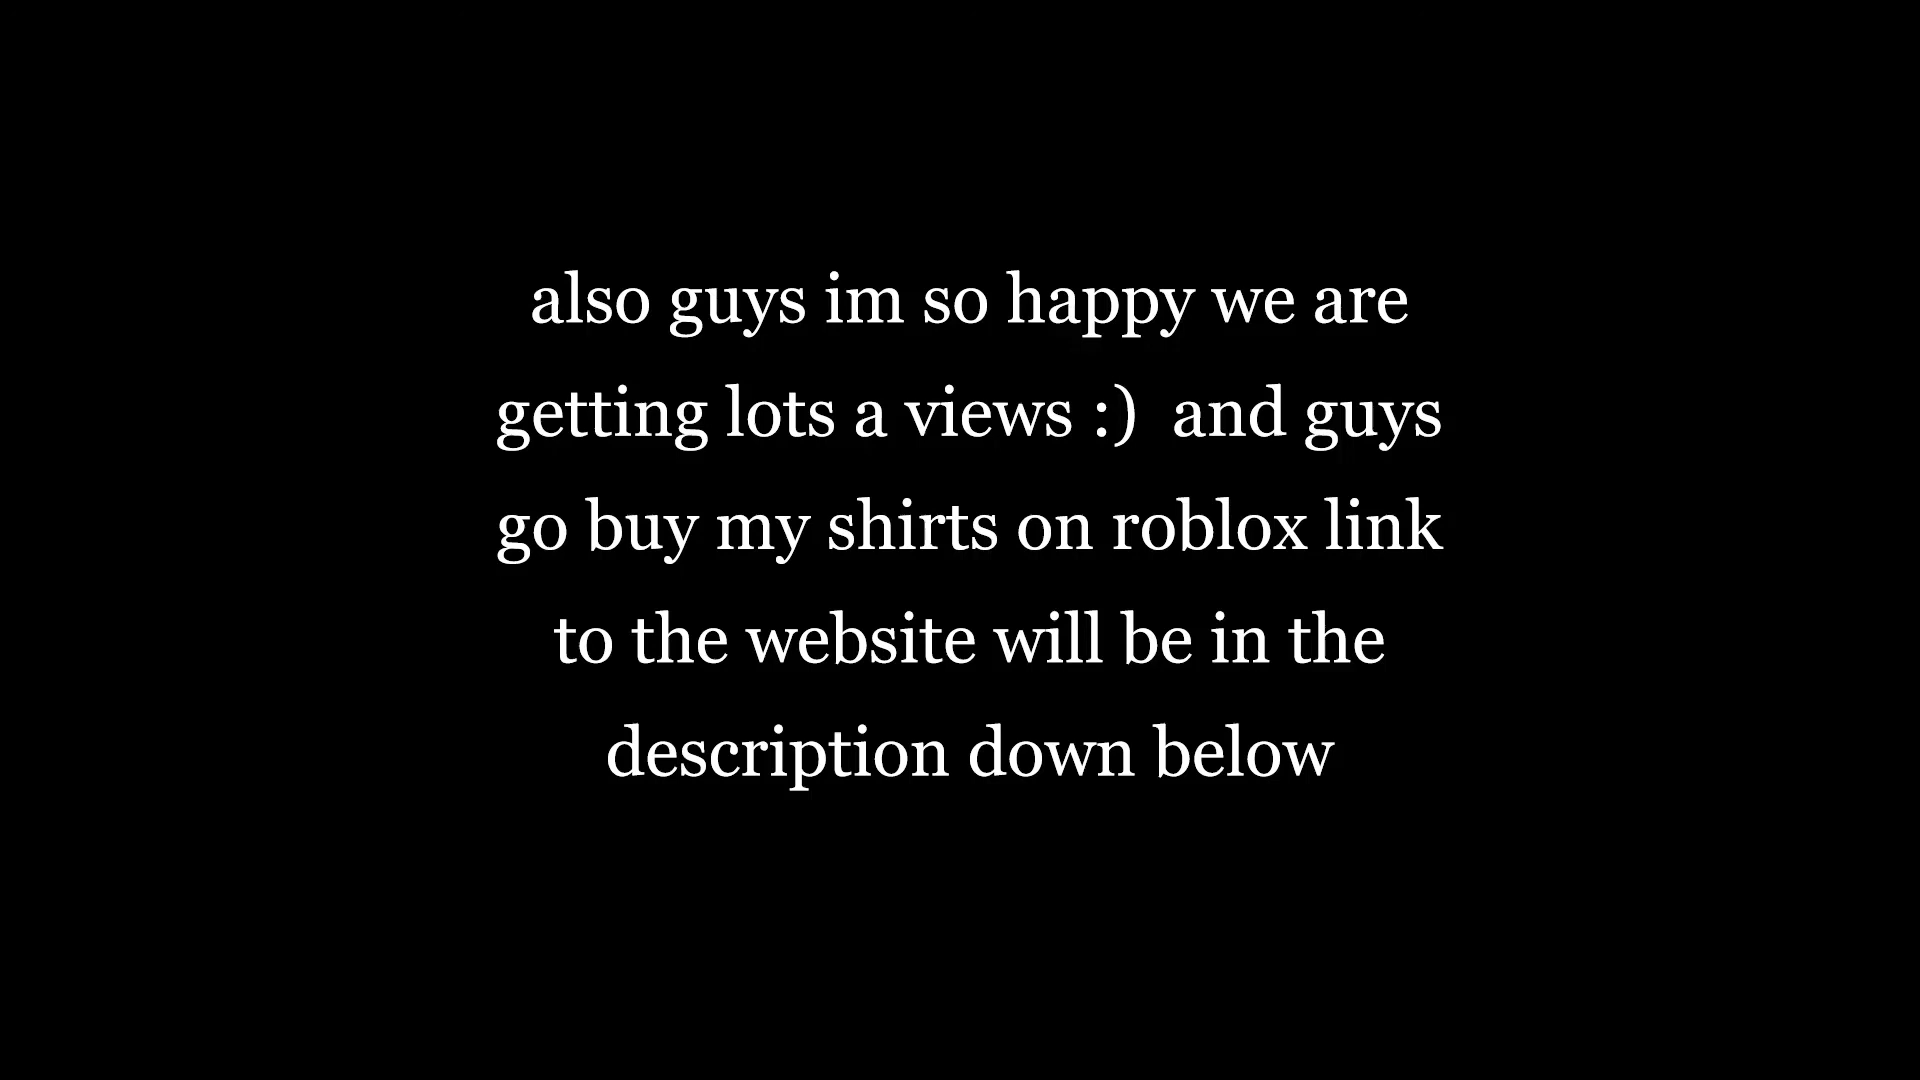 also guys im so happy we are
getting lots a views :)  and guys
go buy my shirts on roblox link
to the website will be in the
description down below